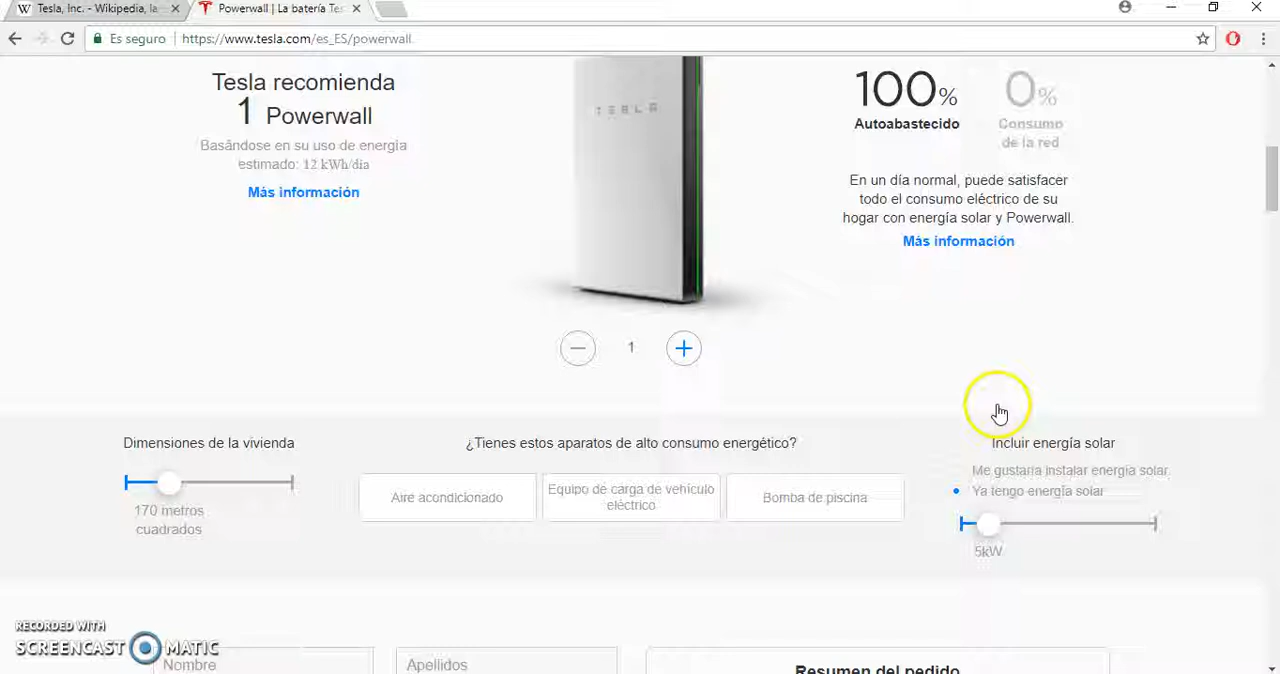 Tesla, Inc. - Wikipedia, la
Powerwall | La batería Tes
Es seguro
https://www.tesla.com/es_ES/powerwall
Tesla recomienda
1 Powerwall
Basándose en su uso de energía
estimado: 12 kWh/dia
Más información
TESLA
100%
Autoabastecido
0%
Consumo
de la red
En un día normal, puede satisfacer
todo el consumo eléctrico de su
hogar con energía solar y Powerwall.
Más información
1
Dimensiones de la vivienda
170 metros
cuadrados
¿Tienes estos aparatos de alto consumo energético?
Aire acondicionado
Equipo de carga de vehículo
eléctrico
Bomba de piscina
Incluir energía solar
Me gustaría instalar energía solar.
Ya tengo energía solar
5kW
RECORDED WITH
SCREENCAST MATIC
Nombre
Apellidos
Resumen del pedido